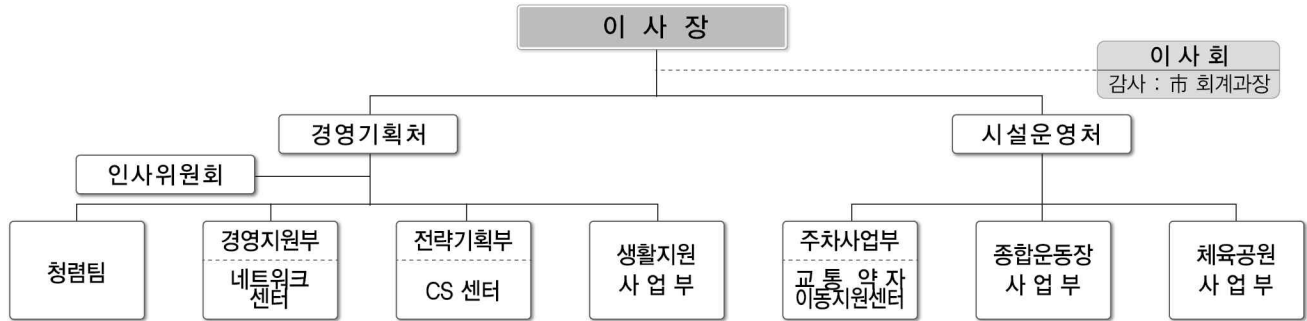 이 사 장
이 사 회
감사 : 市 회계과장
경영기획처
시설운영처
인사위원회
청렴팀
경영지원부
네트워크
센터
전략기획부
CS 센터
생활지원
사 업 부
주차사업부
교 통 약 자
이동지원센터
종합운동장
사 업 부
체육공원
사 업 부